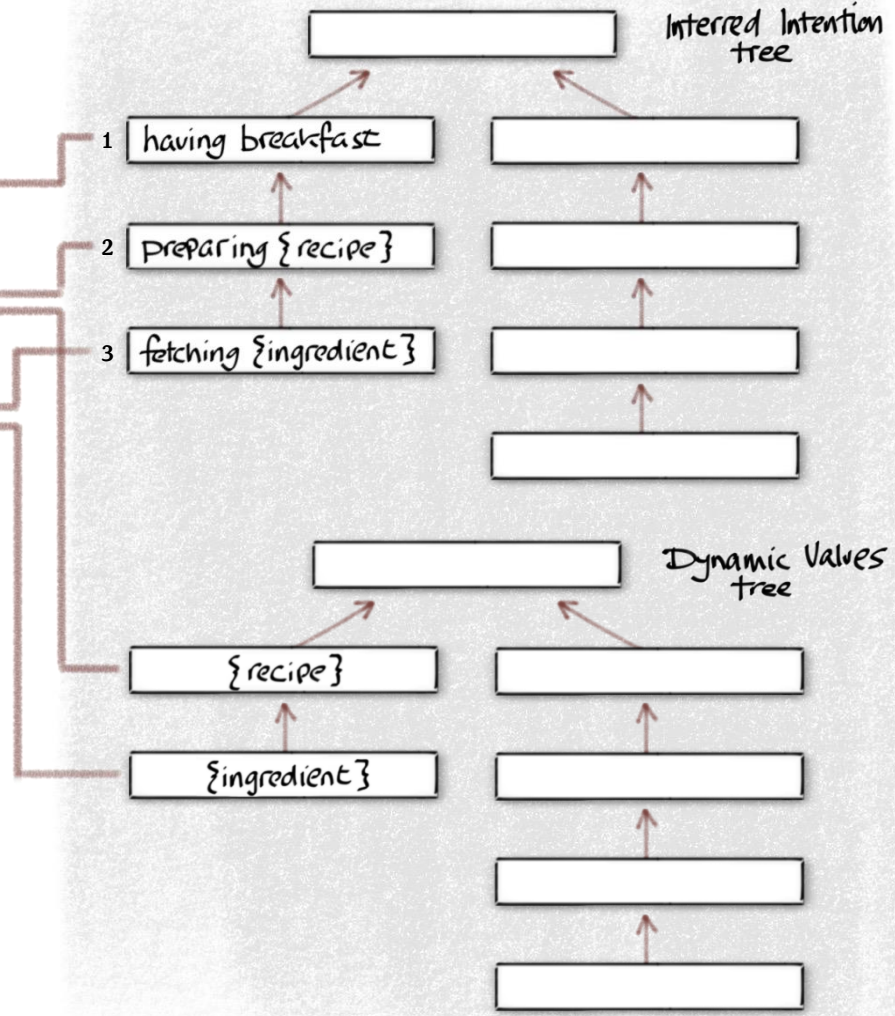 Interred Intention
tree
1 having breakfast
2 preparing {recipe}
3 fetching {ingredient}
Dynamic Values
tree
{recipe}
{ingredient}